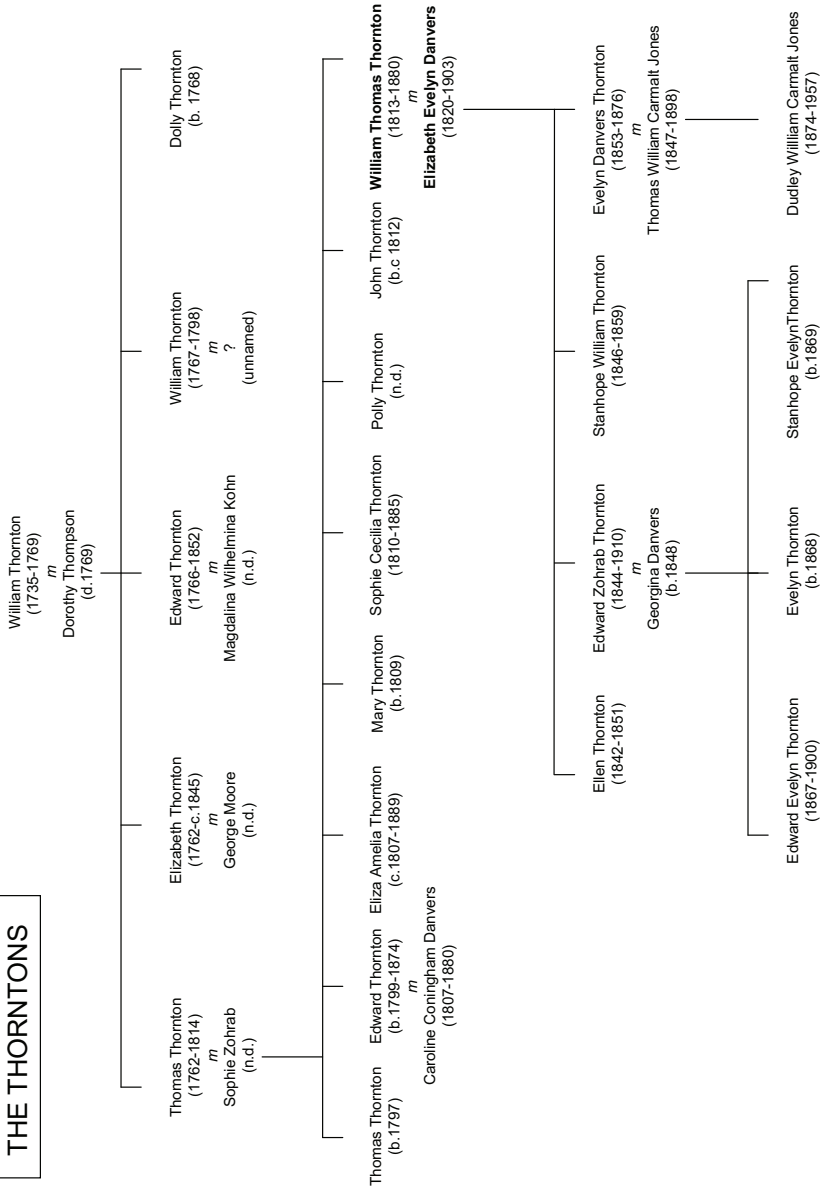 THE THORNTONS
William Thornton
(1735-1769)
m
Dorothy Thompson
(d.1769)
Thomas Thornton
(1762-1814)
m
Sophie Zohrab
(n.d.)
Elizabeth Thornton
(1762-c.1845)
m
George Moore
(n.d.)
Edward Thornton
(1766-1852)
m
Magdalina Wilhelmina Kohn
(n.d.)
William Thornton
(1767-1798)
m
?
(unnamed)
Dolly Thornton
(b. 1768)
Thomas Thornton
(b.1797)
Edward Thornton
(b.1799-1874)
m
Caroline Coningham Danvers
(1807-1880)
Eliza Amelia Thornton
(c.1807-1889)
Mary Thornton
(b.1809)
Sophie Cecilia Thornton
(1810-1885)
Polly Thornton
(n.d.)
John Thornton
(b.c 1812)
William Thomas Thornton
(1813-1880)
m
Elizabeth Evelyn Danvers
(1820-1903)
Ellen Thornton
(1842-1851)
Edward Zohrab Thornton
(1844-1910)
m
Georgina Danvers
(b.1848)
Stanhope William Thornton
(1846-1859)
Evelyn Danvers Thornton
(1853-1876)
m
Thomas William Carmalt Jones
(1847-1898)
Edward Evelyn Thornton
(1867-1900)
Evelyn Thornton
(b.1868)
Stanhope EvelynThornton
(b.1869)
Dudley Willliam Carmalt Jones
(1874-1957)